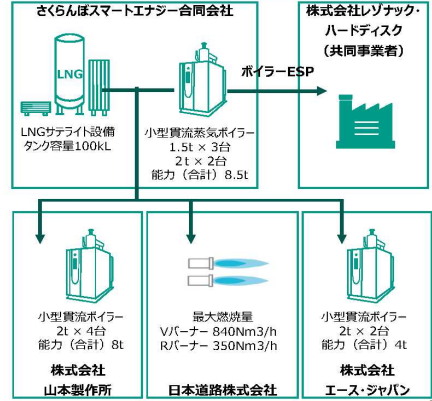 さくらんぼスマートエナジー合同会社
LNG
LNGサテライト設備
タンク容量100kL
小型貫流蒸気ボイラー
1.5t × 3台
2t × 2台
能力（合計）8.5t
ボイラーESP
株式会社レゾナック・
ハードディスク
（共同事業者）
小型貫流ボイラー
2t × 4台
能力（合計）8t
株式会社
山本製作所
最大燃焼量
Vバーナー 840Nm3/h
Rバーナー 350Nm3/h
日本道路株式会社
小型貫流ボイラー
2t × 2台
能力（合計）4t
株式会社
エース・ジャパン